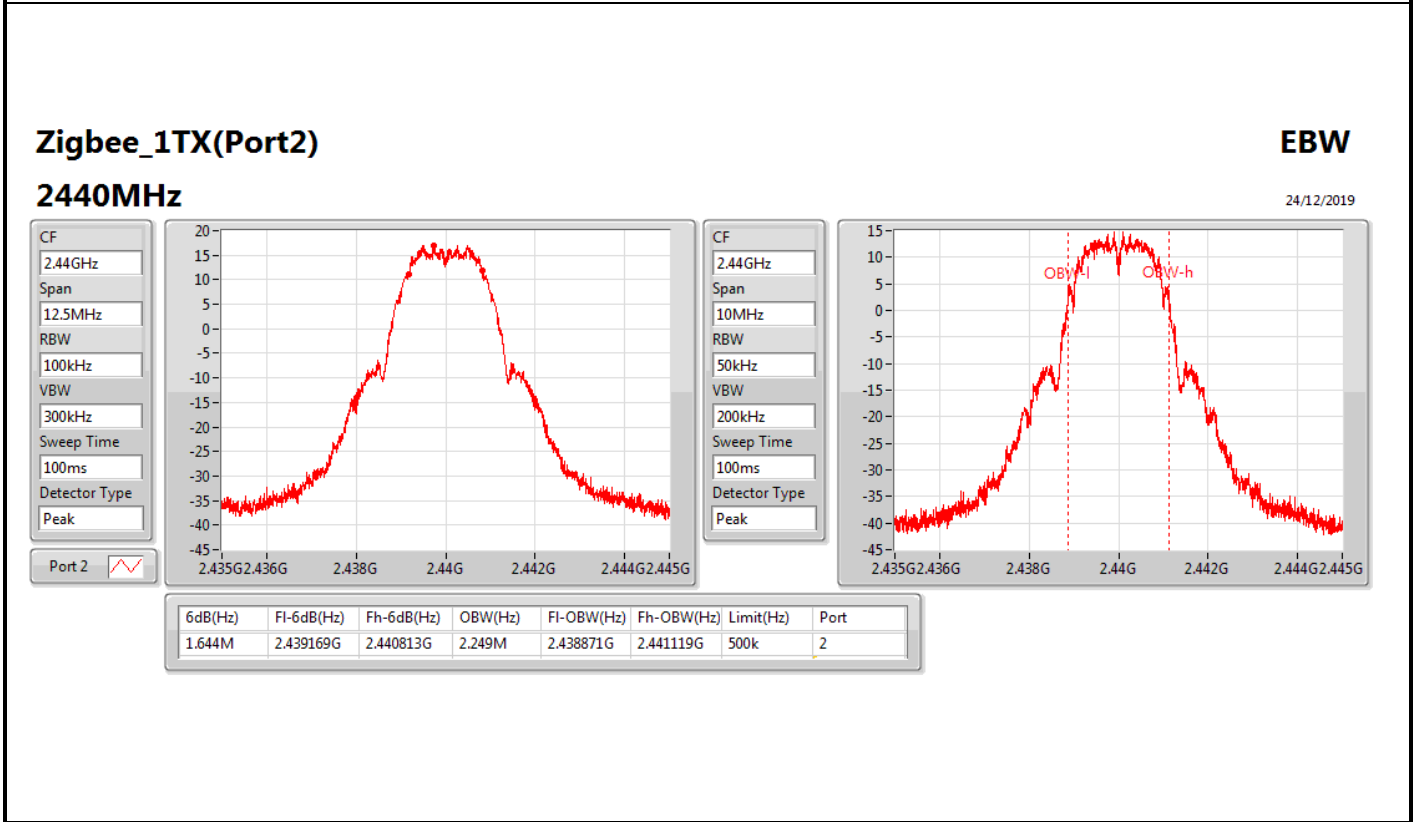 Zigbee_1TX(Port2) EBW
2440MHz 24/12/2019
CF
2.44GHz
Span
12.5MHz
RBW
100kHz
VBW
300kHz
Sweep Time
100ms
Detector Type
Peak
Port 2
20
15
10
5
0
-5
-10
-15
-20
-25
-30
-35
-40
-45
2.435G 2.436G 2.438G 2.44G 2.442G 2.444G 2.445G
CF
2.44GHz
Span
10MHz
RBW
50kHz
VBW
200kHz
Sweep Time
100ms
Detector Type
Peak
15
10
5
0
-5
-10
-15
-20
-25
-30
-35
-40
-45
OBW-l OBW-h
2.435G 2.436G 2.438G 2.44G 2.442G 2.444G 2.445G
6dB(Hz) Fl-6dB(Hz) Fh-6dB(Hz) OBW(Hz) Fl-OBW(Hz) Fh-OBW(Hz) Limit(Hz) Port
1.644M 2.439169G 2.440813G 2.249M 2.438871G 2.441119G 500k 2